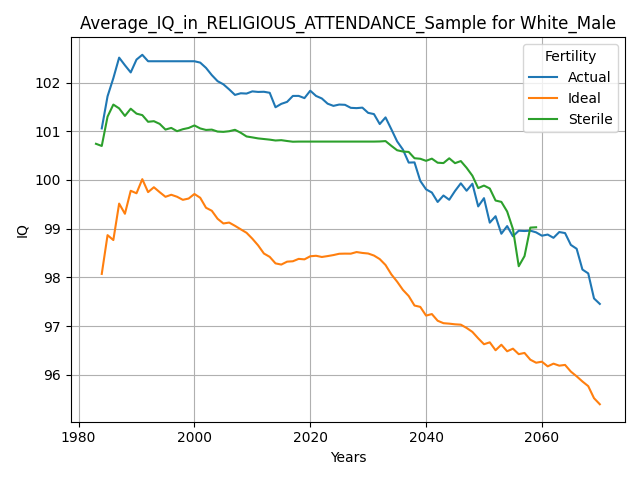 Average_IQ_in_RELIGIOUS_ATTENDANCE_Sample for White_Male
Fertility
Actual
Ideal
Sterile
IQ
102
101
100
99
98
97
96
1980
2000
2020
2040
2060
Years